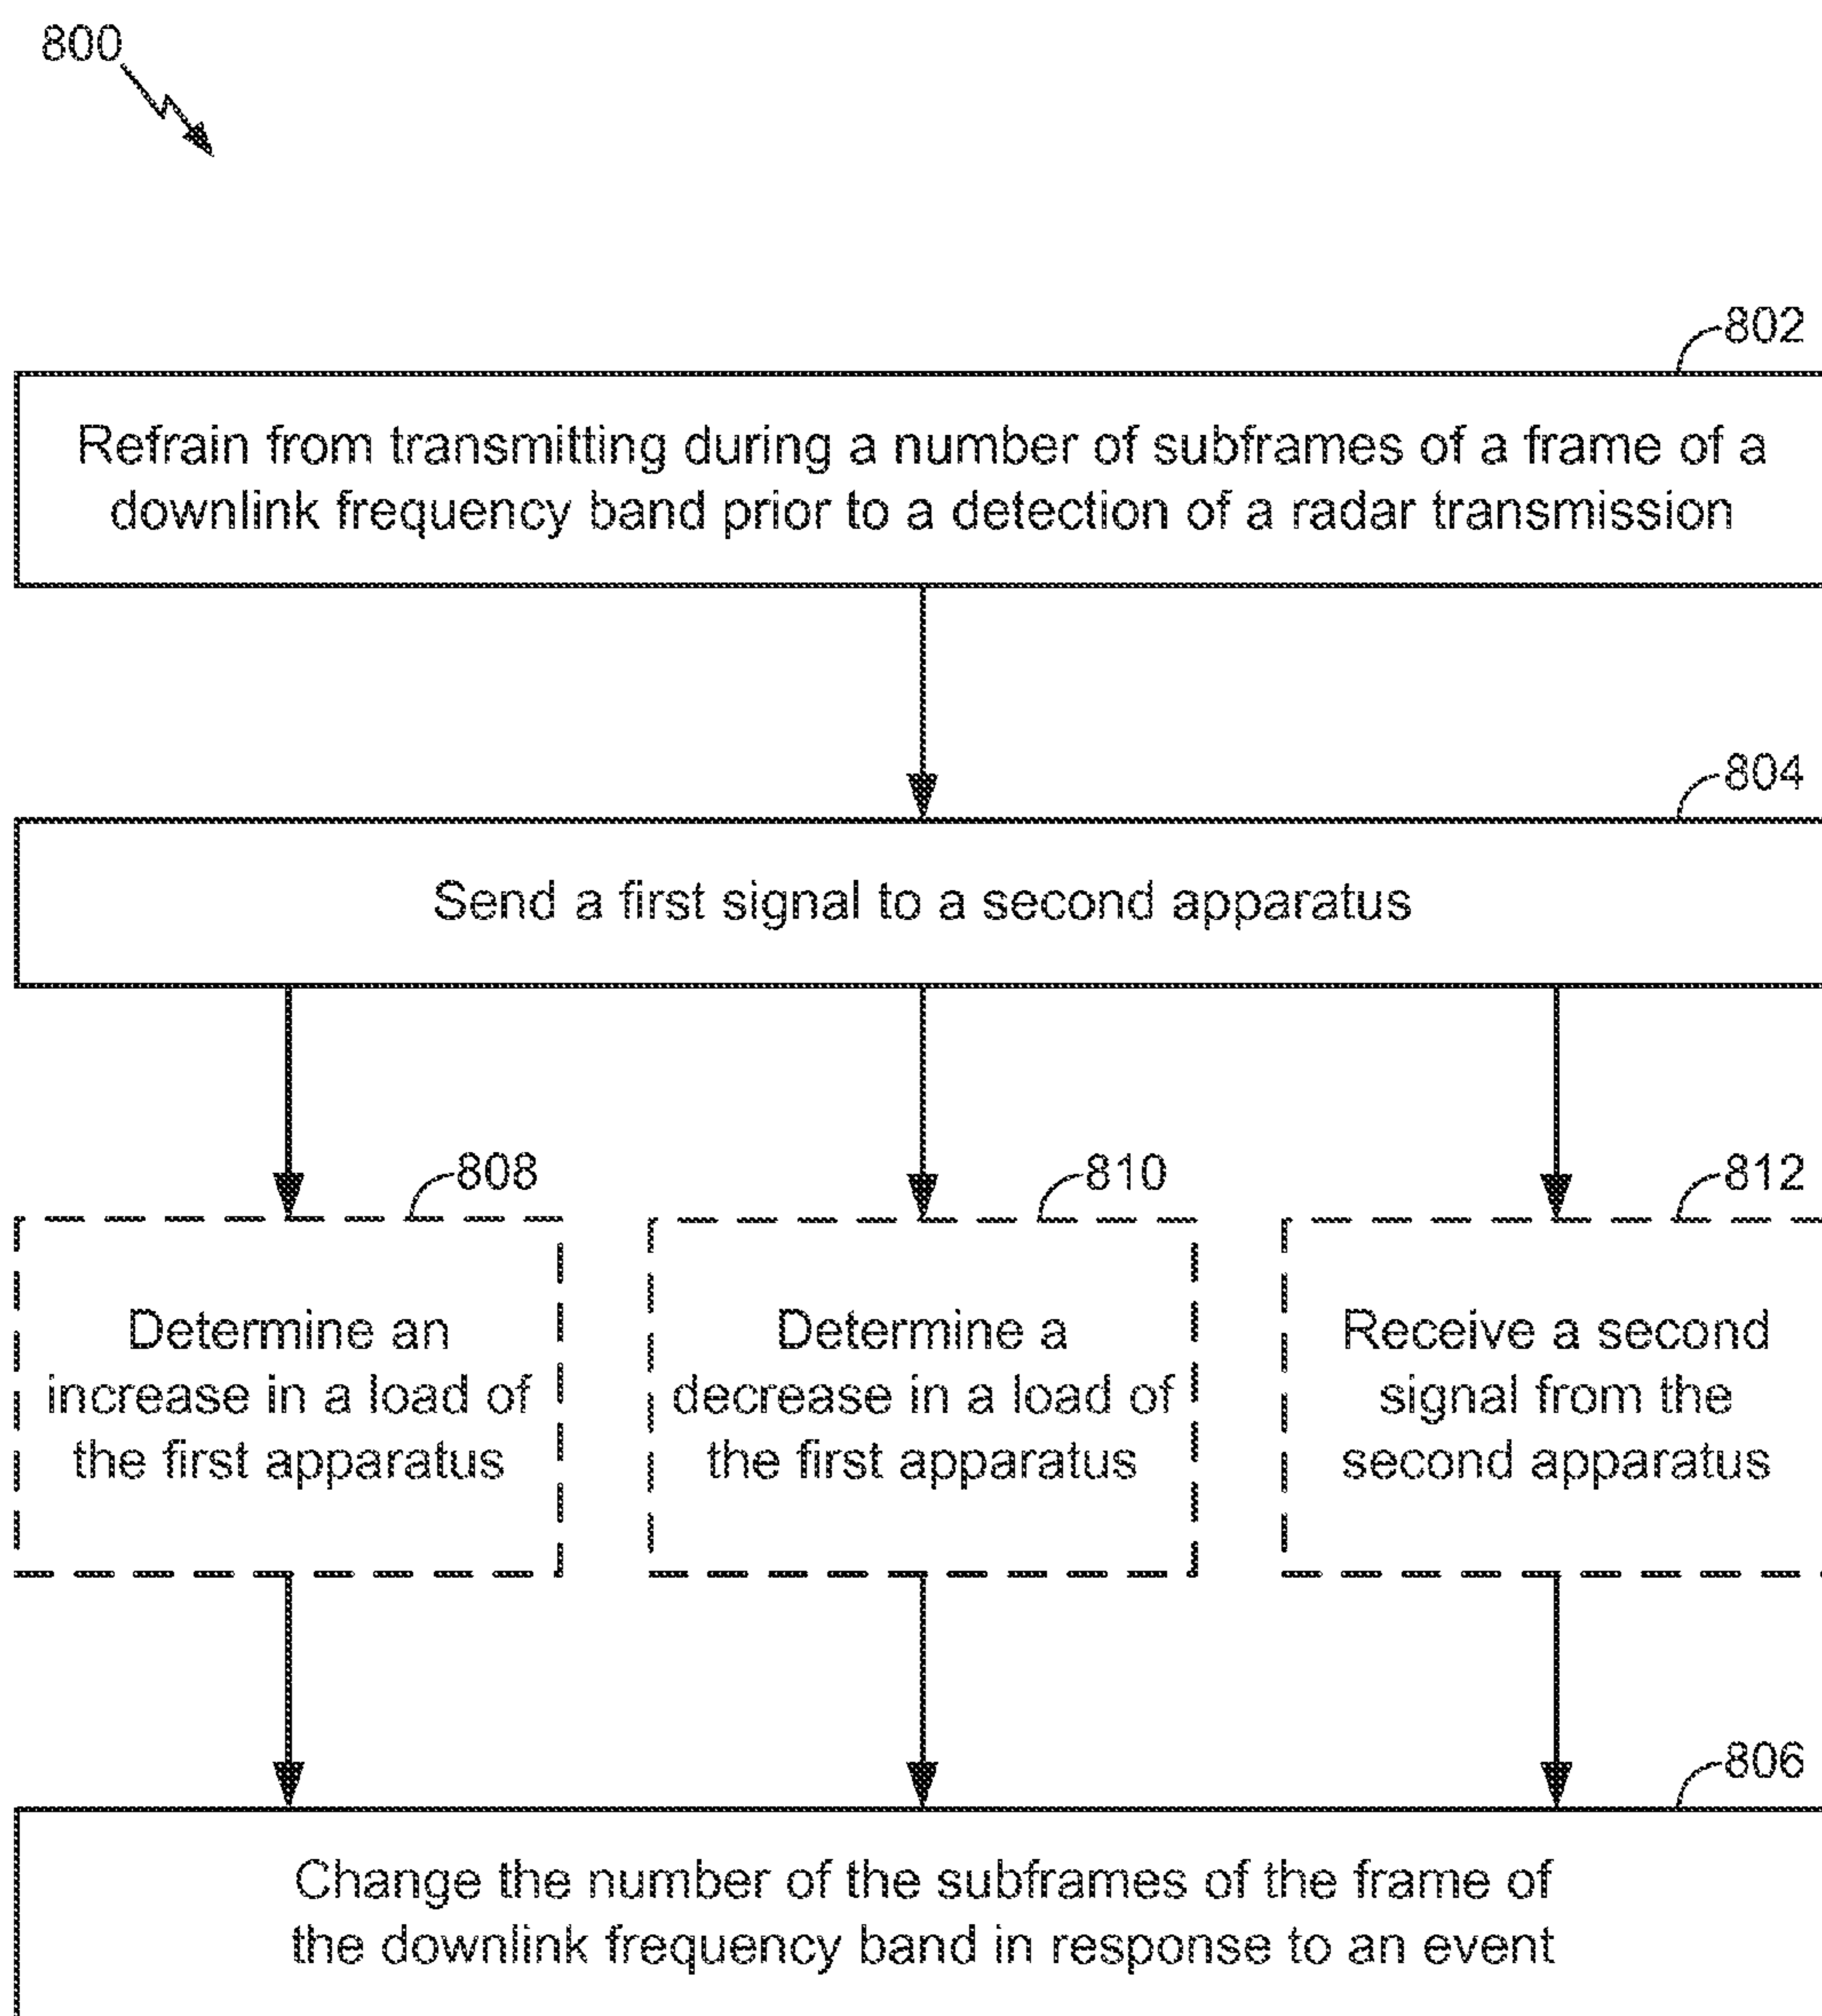 800
802
Refrain from transmitting during a number of subframes of a frame of a
downlink frequency band prior to a detection of a radar transmission
804
Send a first signal to a second apparatus
808
Determine an
increase in a load of
the first apparatus
810
Determine a
decrease in a load of
the first apparatus
812
Receive a second
signal from the
second apparatus
806
Change the number of the subframes of the frame of
the downlink frequency band in response to an event